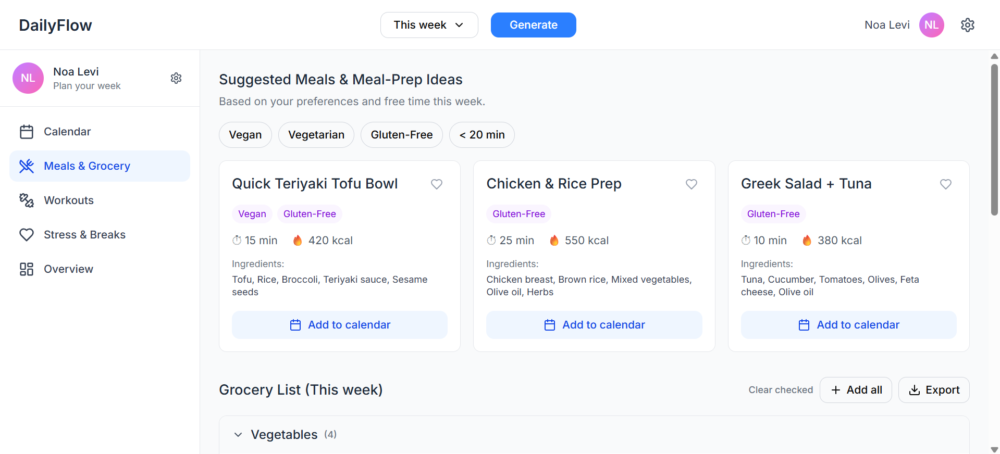 DailyFlow
This week
Generate
Noa Levi
NL
NL
Noa Levi
Plan your week
Calendar
Meals & Grocery
Workouts
Stress & Breaks
Overview
Suggested Meals & Meal-Prep Ideas
Based on your preferences and free time this week.
Vegan
Vegetarian
Gluten-Free
< 20 min
Quick Teriyaki Tofu Bowl
Vegan
Gluten-Free
15 min
420 kcal
Ingredients:
Tofu, Rice, Broccoli, Teriyaki sauce, Sesame
seeds
Add to calendar
Chicken & Rice Prep
Gluten-Free
25 min
550 kcal
Ingredients:
Chicken breast, Brown rice, Mixed vegetables,
Olive oil, Herbs
Add to calendar
Greek Salad + Tuna
Gluten-Free
10 min
380 kcal
Ingredients:
Tuna, Cucumber, Tomatoes, Olives, Feta
cheese, Olive oil
Add to calendar
Grocery List (This week)
Clear checked
Add all
Export
Vegetables (4)